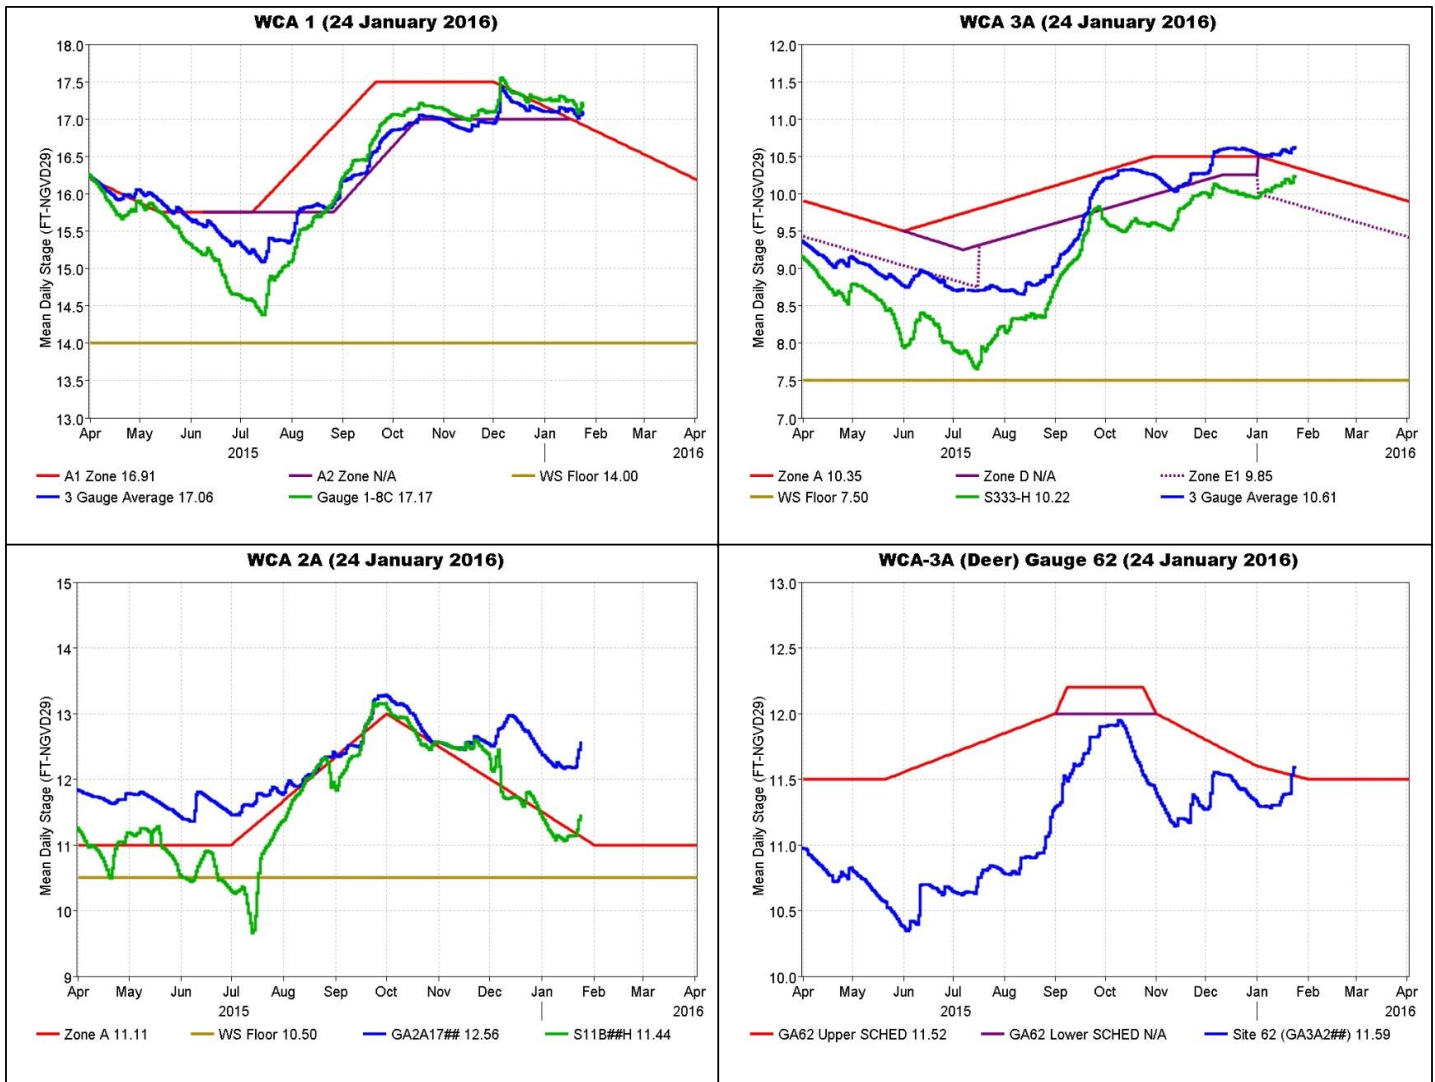 WCA 1 (24 January 2016)
Mean Daily Stage (FT-NGVD29)
18.0
17.5
17.0
16.5
16.0
15.5
15.0
14.5
14.0
13.5
13.0
Apr May Jun Jul Aug Sep Oct Nov Dec Jan Feb Mar Apr
2015 2016
A1 Zone 16.91 A2 Zone N/A WS Floor 14.00
3 Gauge Average 17.06 Gauge 1-8C 17.17
WCA 3A (24 January 2016)
Mean Daily Stage (FT-NGVD29)
12.0
11.5
11.0
10.5
10.0
9.5
9.0
8.5
8.0
7.5
7.0
Apr May Jun Jul Aug Sep Oct Nov Dec Jan Feb Mar Apr
2015 2016
Zone A 10.35 Zone D N/A Zone E1 9.85
WS Floor 7.50 S333-H 10.22 3 Gauge Average 10.61
WCA 2A (24 January 2016)
Mean Daily Stage (FT-NGVD29)
15
14
13
12
11
10
9
Apr May Jun Jul Aug Sep Oct Nov Dec Jan Feb Mar Apr
2015 2016
Zone A 11.11 WS Floor 10.50 GA2A17## 12.56 S11B##H 11.44
WCA-3A (Deer) Gauge 62 (24 January 2016)
Mean Daily Stage (FT-NGVD29)
13.0
12.5
12.0
11.5
11.0
10.5
10.0
Apr May Jun Jul Aug Sep Oct Nov Dec Jan Feb Mar Apr
2015 2016
GA62 Upper SCHED 11.52 GA62 Lower SCHED N/A Site 62 (GA3A2##) 11.59